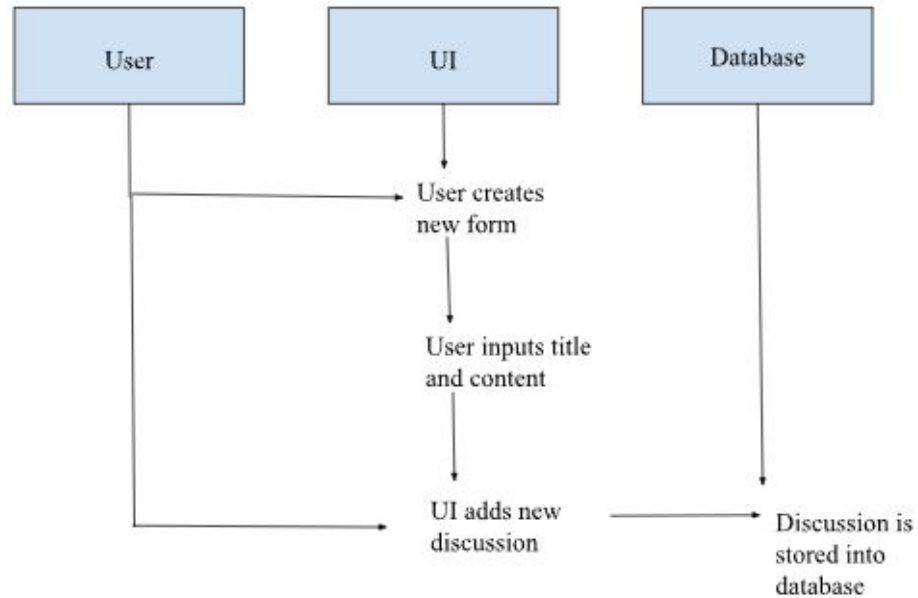 User
UI
Database
User creates
new form
User inputs title
and content
UI adds new
discussion
Discussion is
stored into
database